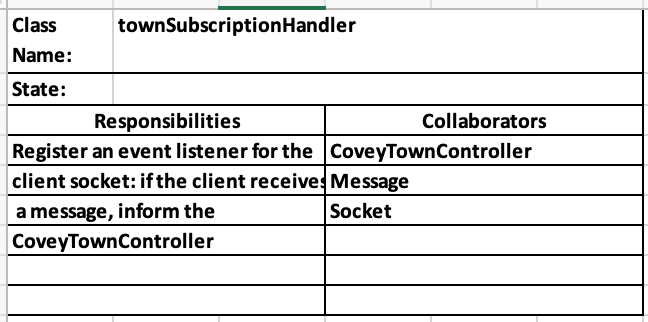 Class Name: townSubscriptionHandler
State:
Responsibilities Collaborators
Register an event listener for the CoveyTownController
client socket: if the client receives Message
a message, inform the Socket
CoveyTownController